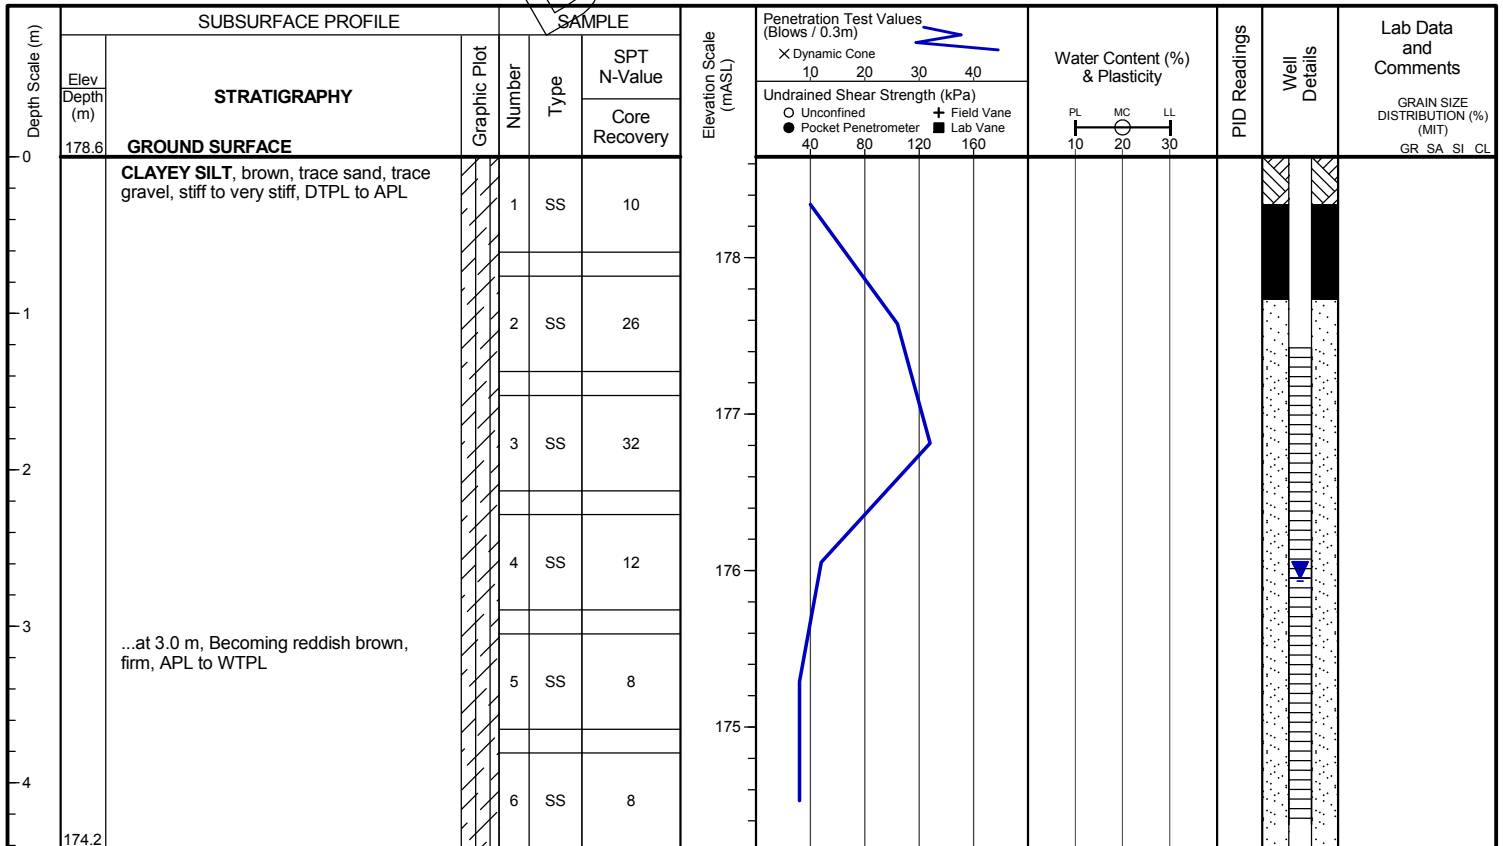 SUBSURFACE PROFILE
SAMPLE
Depth Scale (m)
Elev
Depth
(m)
STRATIGRAPHY
Graphic Plot
Number
Type
SPT
N-Value
Core
Recovery
Elevation Scale
(mASL)
Penetration Test Values
(Blows / 0.3m)
× Dynamic Cone
10 20 30 40
Undrained Shear Strength (kPa)
Unconfined
Field Vane
Pocket Penetrometer
Lab Vane
40 80 120 160
Water Content (%)
& Plasticity
PL MC LL
10 20 30
PID Readings
Well
Details
Lab Data
and
Comments
GRAIN SIZE
DISTRIBUTION (%)
(MIT)
GR SA SI CL
178.6 GROUND SURFACE
0
CLAYEY SILT, brown, trace sand, trace
gravel, stiff to very stiff, DTPL to APL
1 SS 10
178
1
2 SS 26
177
3 SS 32
2
4 SS 12
176
3
...at 3.0 m, Becoming reddish brown,
firm, APL to WTPL
5 SS 8
175
4
6 SS 8
174.2